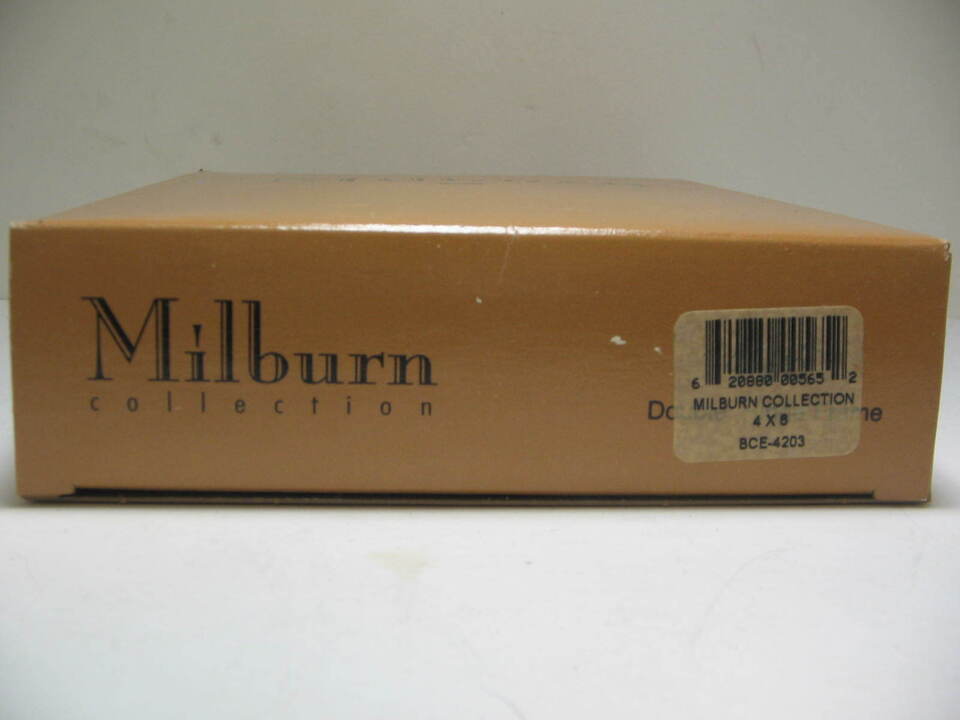 Milburn
collection
6 20880 00565 2
MILBURN COLLECTION
4 X 6
BCE-4203